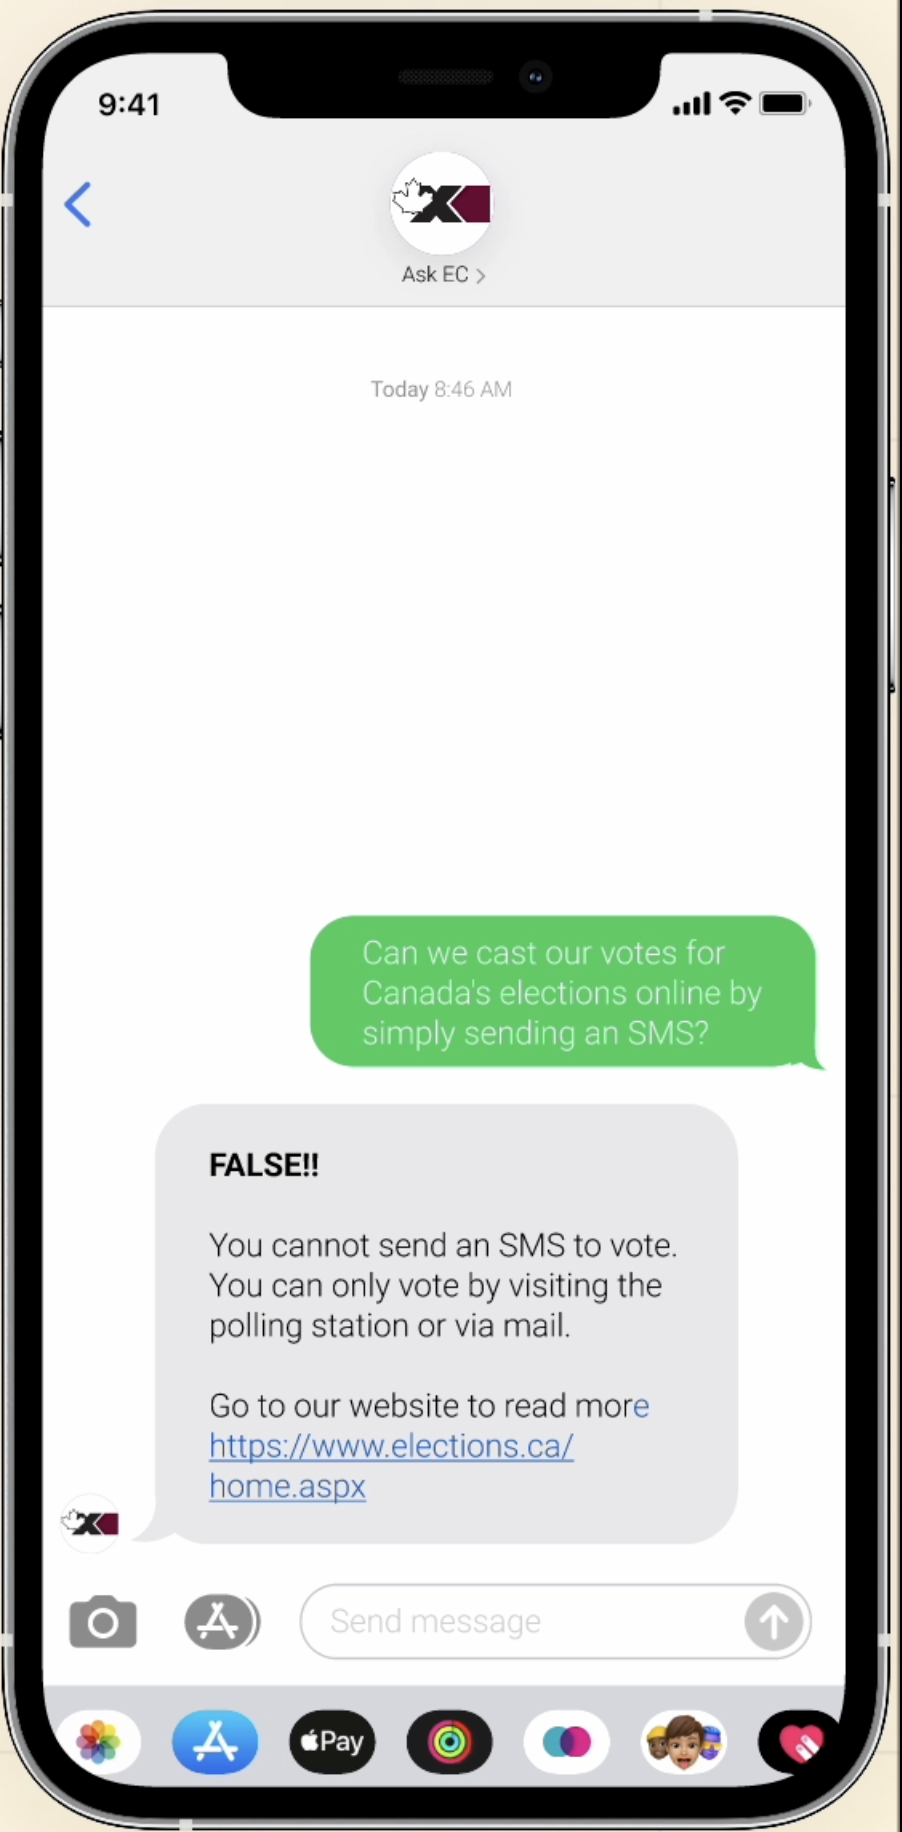 9:41
Ask EC >
Today 8:46 AM
Can we cast our votes for
Canada's elections online by
simply sending an SMS?
FALSE!!
You cannot send an SMS to vote.
You can only vote by visiting the
polling station or via mail.
Go to our website to read more
https://www.elections.ca/
home.aspx
Send message
Pay